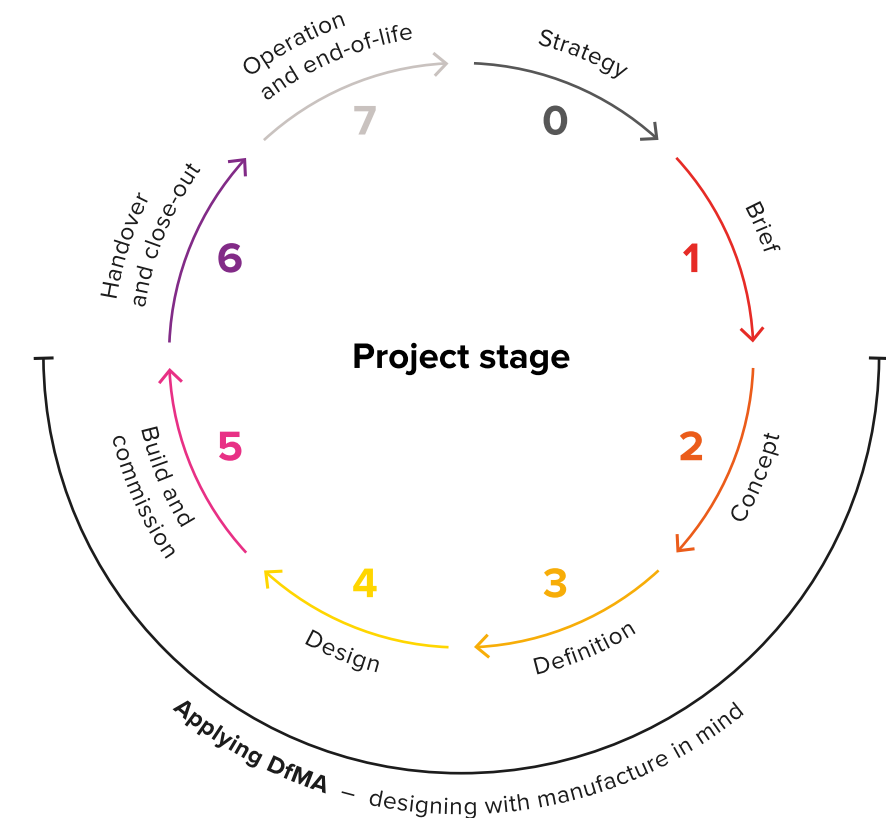 Project stage
0
Strategy
1
Brief
2
Concept
3
Definition
4
Design
5
Build and
commission
6
Handover
and close-out
7
Operation
and end-of-life
Applying DfMA – designing with manufacture in mind